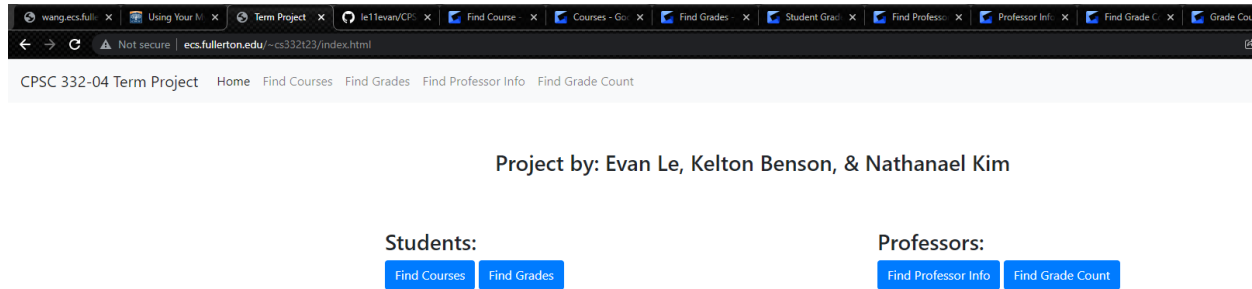 wang.ecs.fulle Using Your M Term Project le11evan/CPS Find Course - Courses - Goo Find Grades - Student Grad Find Professo Professor Info Find Grade C Grade Cou
Not secure | ecs.fullerton.edu/~cs332t23/index.html
CPSC 332-04 Term Project Home Find Courses Find Grades Find Professor Info Find Grade Count
Project by: Evan Le, Kelton Benson, & Nathanael Kim
Students: Professors:
Find Courses Find Grades Find Professor Info Find Grade Count